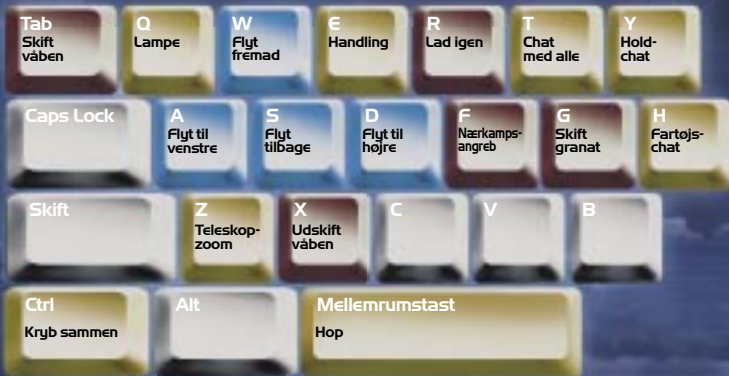 Tab Q W E R T Y
Skift våben Lampe Flyt fremad Handling Lad igen Chat med alle Hold-chat
Caps Lock A S D F G H
Flyt til venstre Flyt tilbage Flyt til højre Nærkamps-angreb Skift granat Fartøjs-chat
Skift Z X C V B
Teleskop-zoom Udskift våben
Ctrl Alt Mellemrumstast
Kryb sammen Hop